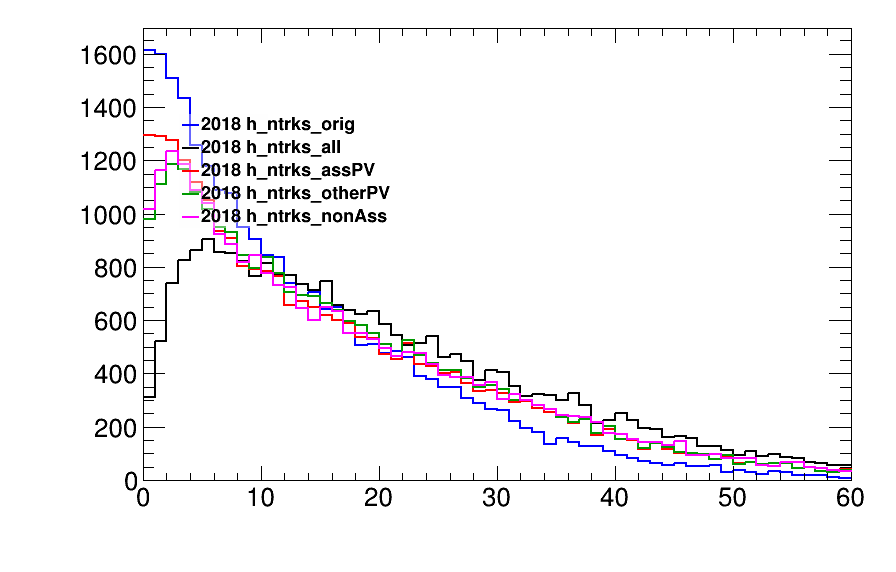 1600
1400
1200
1000
800
600
400
200
0
2018 h_ntrks_orig
2018 h_ntrks_all
2018 h_ntrks_assPV
2018 h_ntrks_otherPV
2018 h_ntrks_nonAss
0 10 20 30 40 50 60